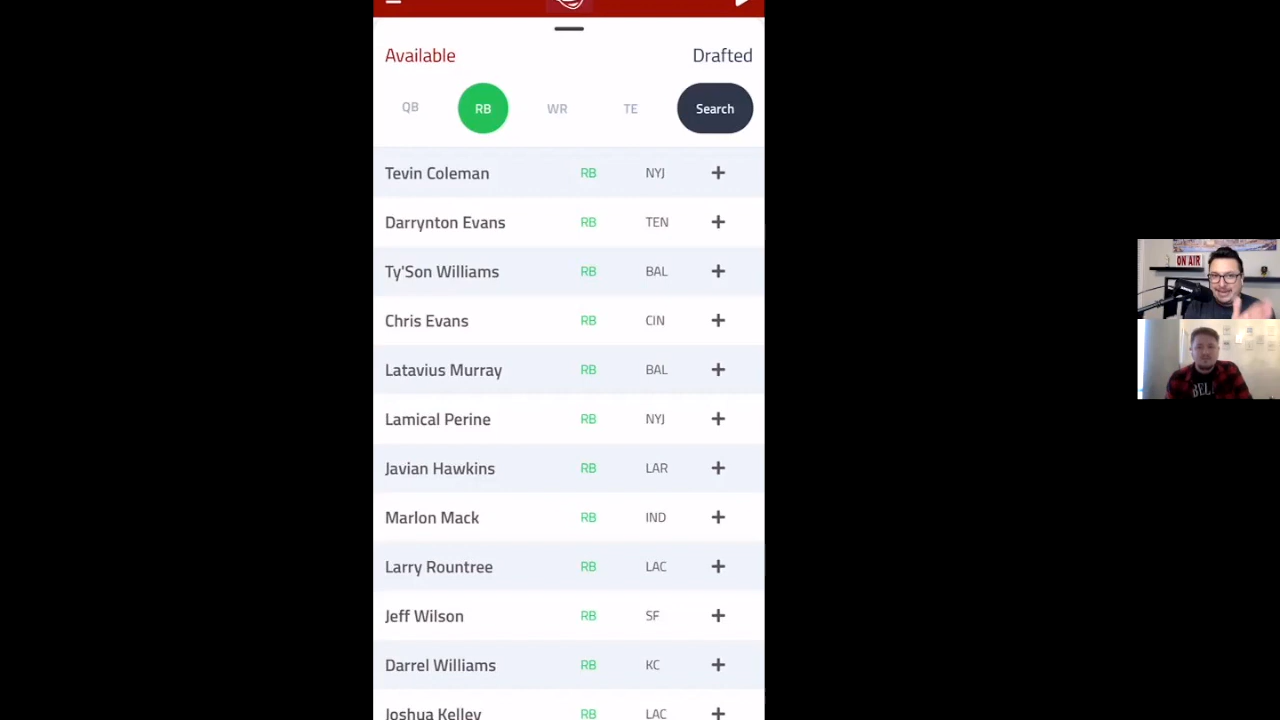 Available Drafted
QB RB WR TE Search
Tevin Coleman RB NYJ +
Darrynton Evans RB TEN +
Ty'Son Williams RB BAL +
Chris Evans RB CIN +
Latavius Murray RB BAL +
Lamical Perine RB NYJ +
Javian Hawkins RB LAR +
Marlon Mack RB IND +
Larry Rountree RB LAC +
Jeff Wilson RB SF +
Darrel Williams RB KC +
Joshua Kelley RB LAC +
ON AIR
BEL